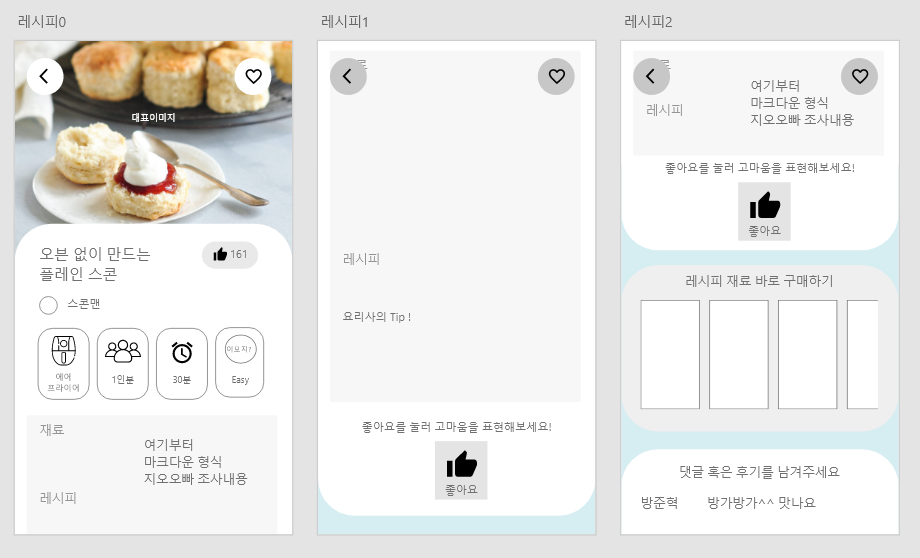 레시피0
대표이미지
오븐 없이 만드는
플레인 스콘
161
스콘맨
에어
프라이어
1인분
30분
이모지?
Easy
재료
여기부터
마크다운 형식
지오오빠 조사내용
레시피
레시피1
레시피
요리사의 Tip !
좋아요를 눌러 고마움을 표현해보세요!
좋아요
레시피2
여기부터
마크다운 형식
지오오빠 조사내용
레시피
좋아요를 눌러 고마움을 표현해보세요!
좋아요
레시피 재료 바로 구매하기
댓글 혹은 후기를 남겨주세요
방준혁 방가방가^^ 맛나요